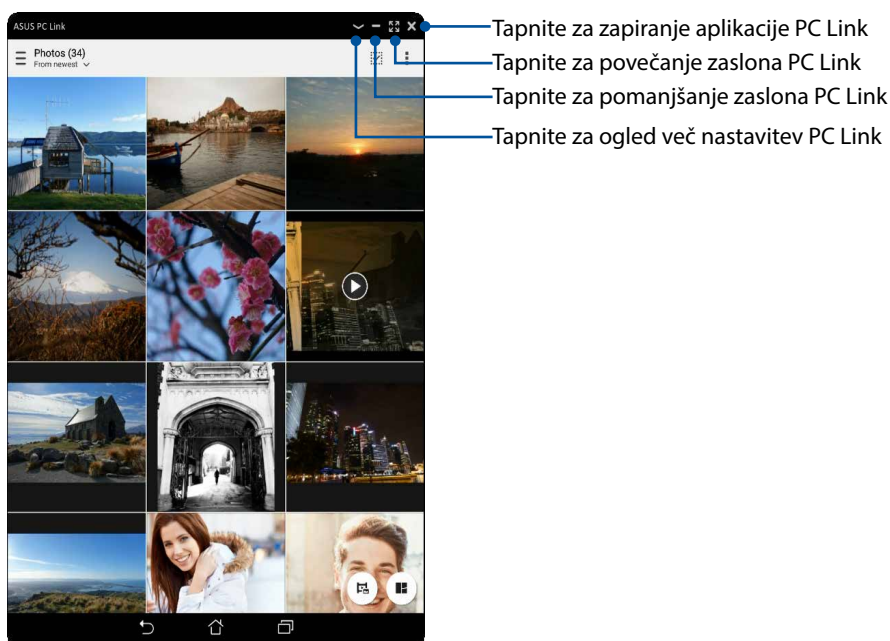 ASUS PC Link
Photos (34)
From newest
Tapnite za zapiranje aplikacije PC Link
Tapnite za povečanje zaslona PC Link
Tapnite za pomanjšanje zaslona PC Link
Tapnite za ogled več nastavitev PC Link